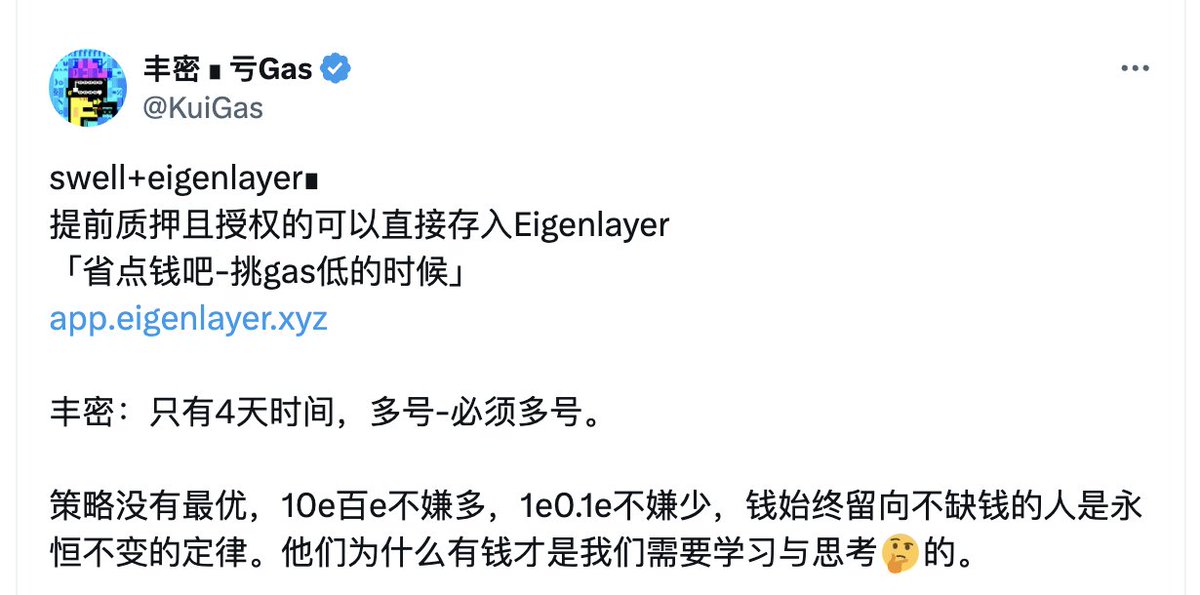 丰密∎亏Gas
@KuiGas
swell+eigenlayer∎
提前质押且授权的可以直接存入Eigenlayer
「省点钱吧-挑gas低的时候」
app.eigenlayer.xyz
丰密：只有4天时间，多号-必须多号。
策略没有最优，10e百e不嫌多，1e0.1e不嫌少，钱始终留向不缺钱的人是永
恒不变的定律。他们为什么有钱才是我们需要学习与思考🤔的。